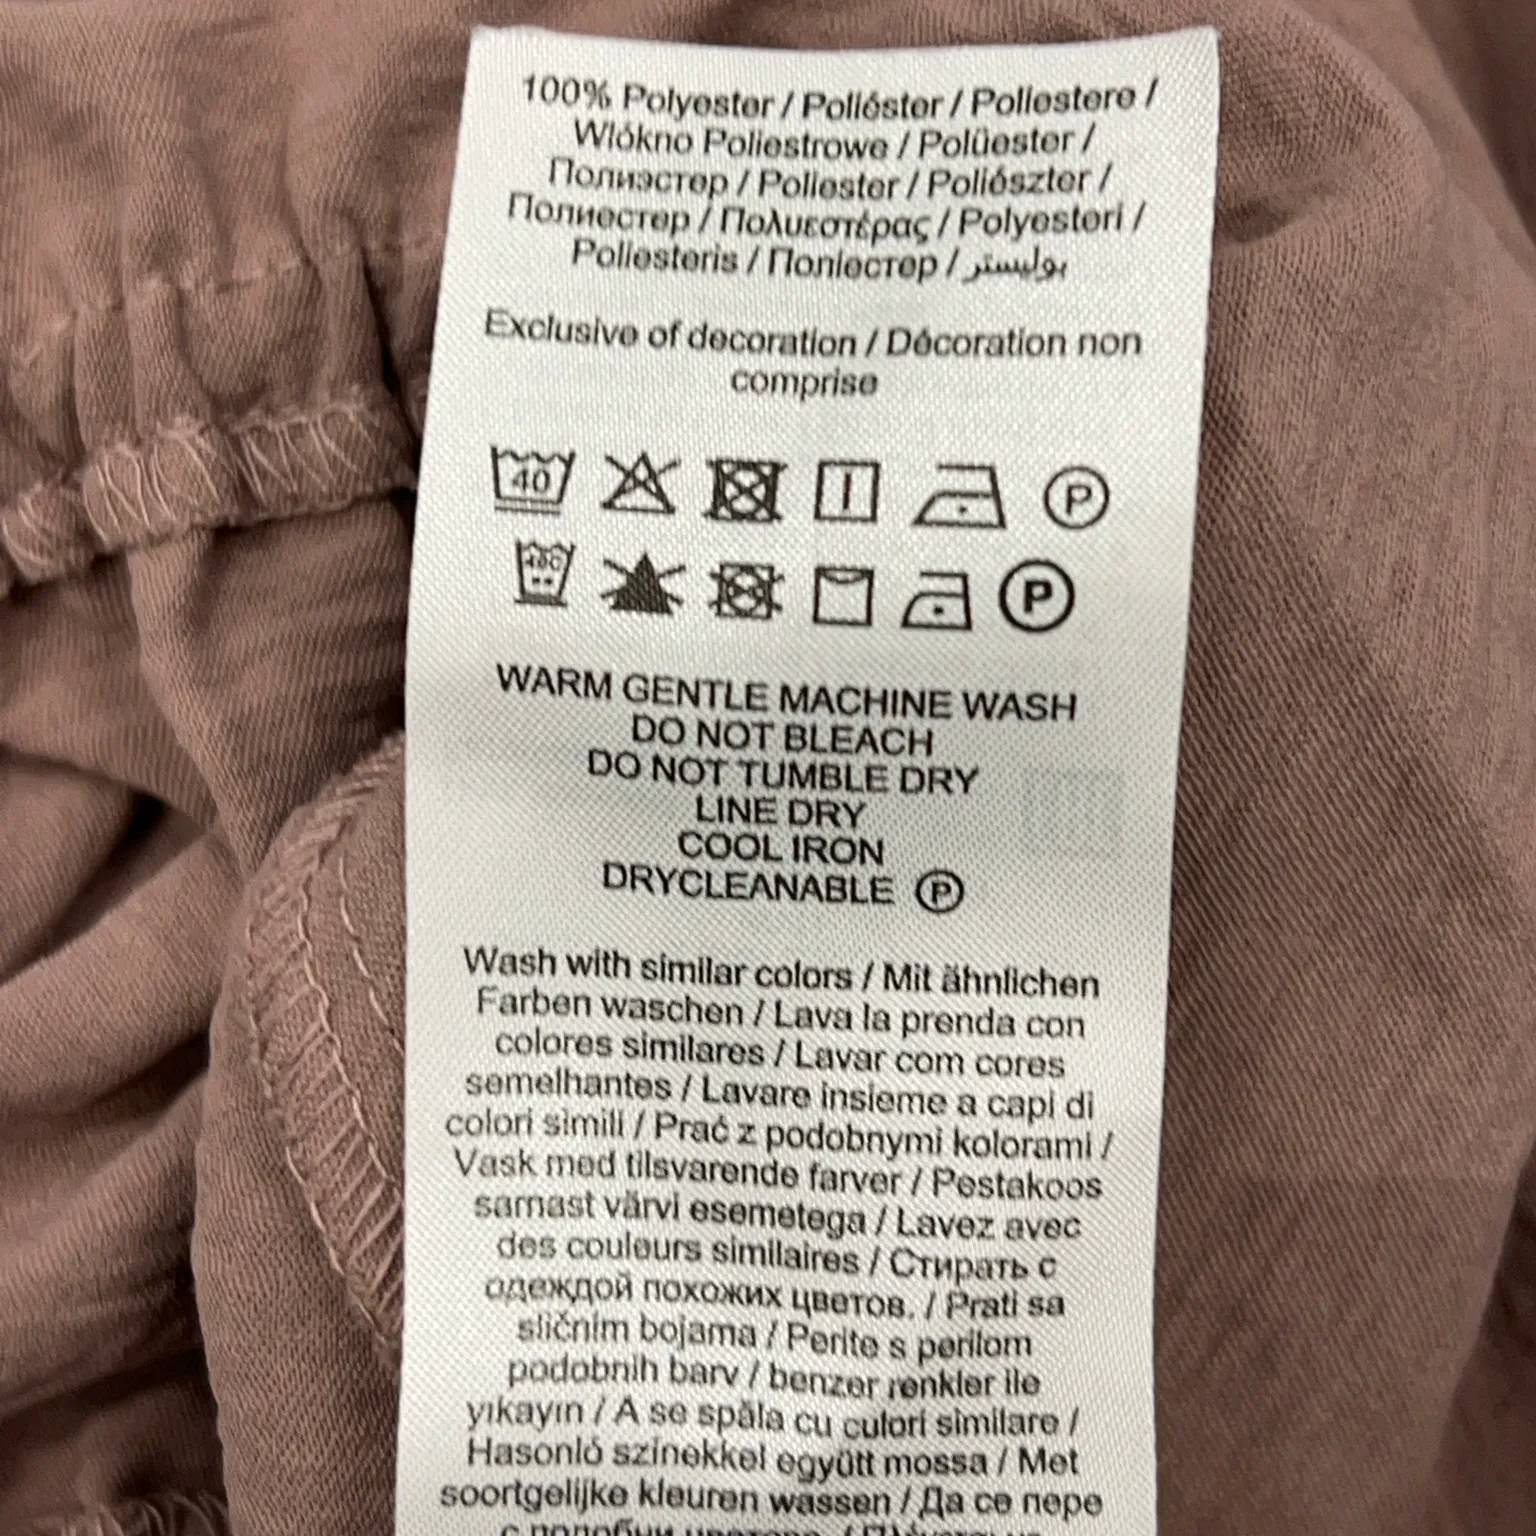 100% Polyester / Poliéster / Poliestere /
Wlókno Poliestrowe / Polüester /
Полиэстер / Poliester / Poliészter /
Полиестер / Πολυεστέρας / Polyesteri /
Poliesteris / Поліестер / بوليستر
Exclusive of decoration / Décoration non
comprise
40 P
40C P
WARM GENTLE MACHINE WASH
DO NOT BLEACH
DO NOT TUMBLE DRY
LINE DRY
COOL IRON
DRYCLEANABLE P
Wash with similar colors / Mit ähnlichen
Farben waschen / Lava la prenda con
colores similares / Lavar com cores
semelhantes / Lavare insieme a capi di
colori simili / Prać z podobnymi kolorami /
Vask med tilsvarende farver / Pestakoos
sarnast värvi esemetega / Lavez avec
des couleurs similaires / Стирать с
одеждой похожих цветов. / Prati sa
sličnim bojama / Perite s perilom
podobnih barv / benzer renkler ile
yıkayın / A se spăla cu culori similare /
Hasonló színekkel együtt mossa / Met
soortgelijke kleuren wassen / Да се пере
с подобни цветове. /